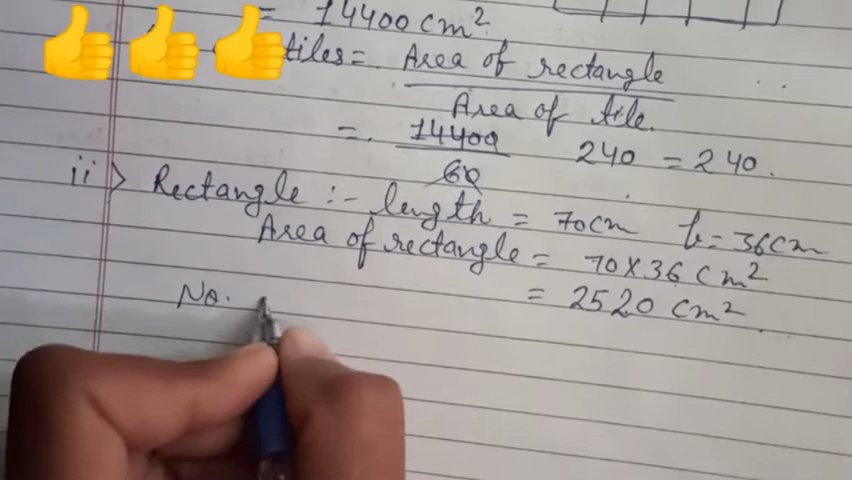 = 14400 cm²
tiles = Area of rectangle
Area of tile.
= 14400 240 = 240.
60
ii > Rectangle :- length = 70cm b = 36cm
Area of rectangle = 70 X 36 cm²
= 2520 cm²
No.